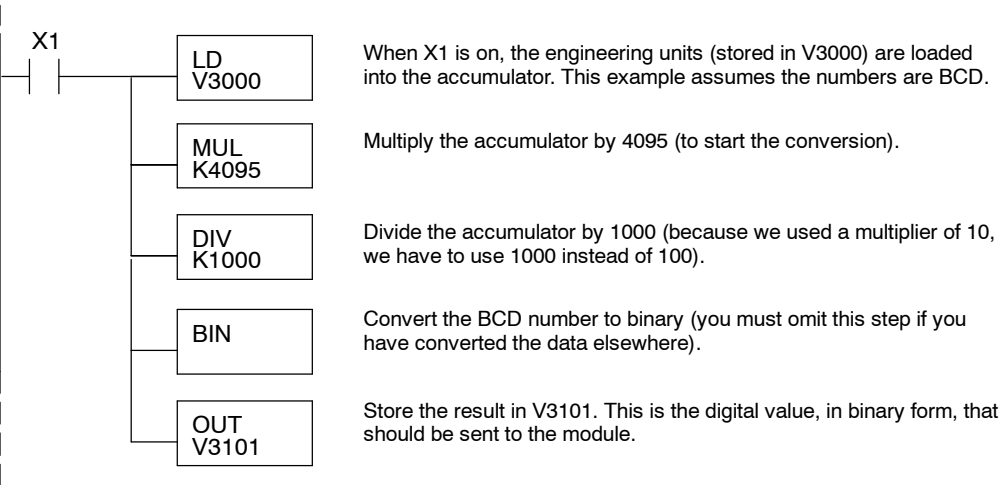 X1
LD
V3000
When X1 is on, the engineering units (stored in V3000) are loaded
into the accumulator. This example assumes the numbers are BCD.
MUL
K4095
Multiply the accumulator by 4095 (to start the conversion).
DIV
K1000
Divide the accumulator by 1000 (because we used a multiplier of 10,
we have to use 1000 instead of 100).
BIN
Convert the BCD number to binary (you must omit this step if you
have converted the data elsewhere).
OUT
V3101
Store the result in V3101. This is the digital value, in binary form, that
should be sent to the module.